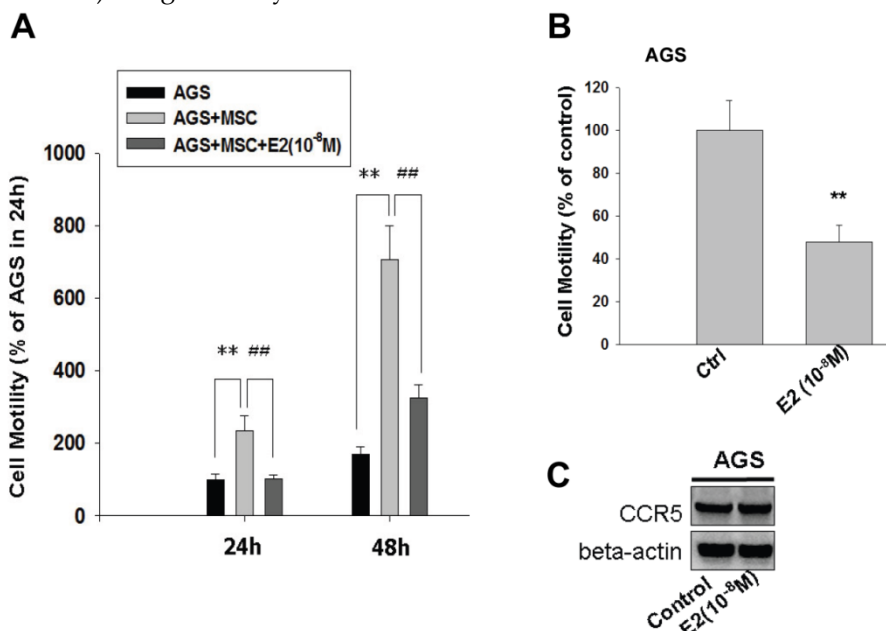 A
AGS
AGS+MSC
AGS+MSC+E2(10⁻⁸M)
Cell Motility (% of AGS in 24h)
1000
800
600
400
200
0
** ##
** ##
24h
48h
B
AGS
Cell Motility (% of control)
120
100
80
60
40
20
0
**
Ctrl
E2 (10⁻⁸M)
C
AGS
CCR5
beta-actin
Control
E2(10⁻⁸M)